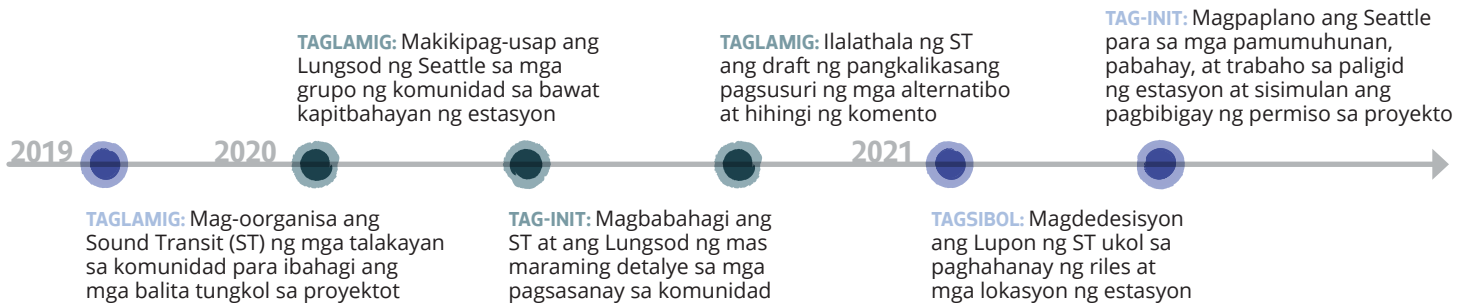 TAG-INIT: Magpaplano ang Seattle
para sa mga pamumuhunan,
pabahay, at trabaho sa paligid
ng estasyon at sisimulan ang
pagbibigay ng permiso sa proyekto
TAGLAMIG: Makikipag-usap ang
Lungsod ng Seattle sa mga
grupo ng komunidad sa bawat
kapitbahayan ng estasyon
TAGLAMIG: Ilalathala ng ST
ang draft ng pangkalikasang
pagsusuri ng mga alternatibo
at hihingi ng komento
2019
2020
2021
TAGLAMIG: Mag-oorganisa ang
Sound Transit (ST) ng mga talakayan
sa komunidad para ibahagi ang
mga balita tungkol sa proyektot
TAG-INIT: Magbabahagi ang
ST at ang Lungsod ng mas
maraming detalye sa mga
pagsasanay sa komunidad
TAGSIBOL: Magdedesisyon
ang Lupon ng ST ukol sa
paghahanay ng riles at
mga lokasyon ng estasyon